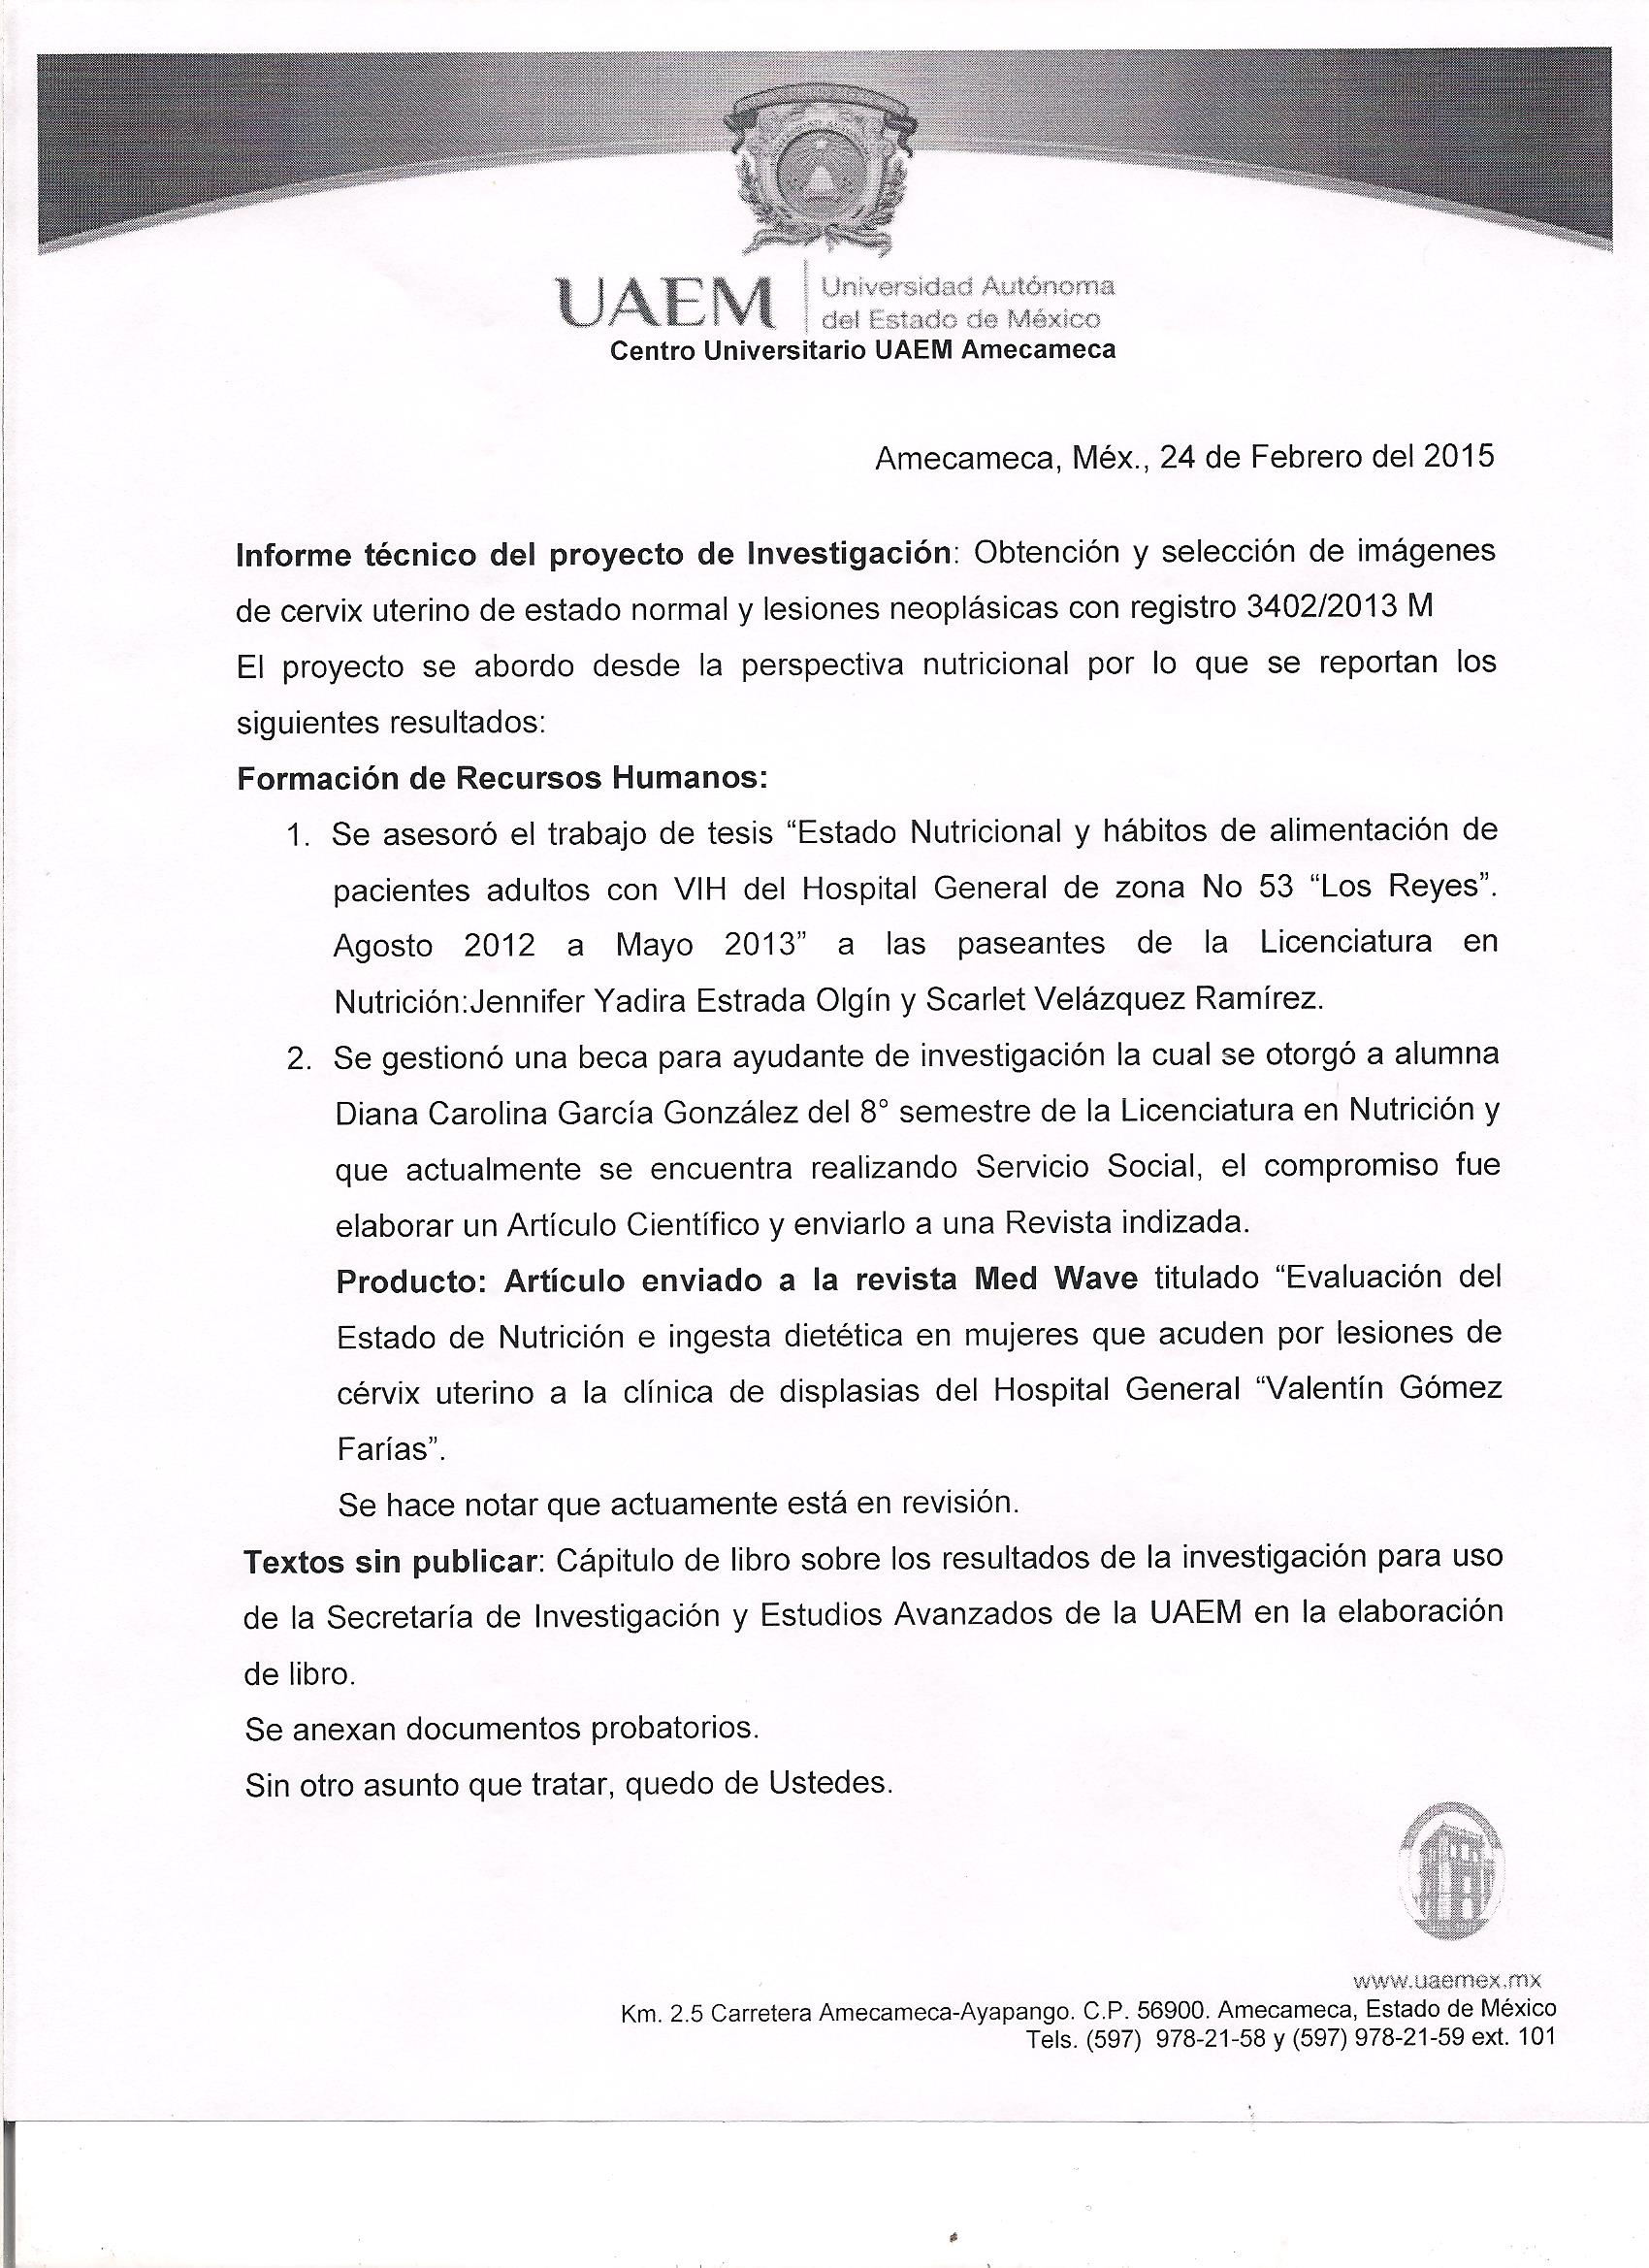 UAEM
Universidad Autónoma
del Estado de México
Centro Universitario UAEM Amecameca
Amecameca, Méx., 24 de Febrero del 2015
Informe técnico del proyecto de Investigación: Obtención y selección de imágenes
de cervix uterino de estado normal y lesiones neoplásicas con registro 3402/2013 M
El proyecto se abordo desde la perspectiva nutricional por lo que se reportan los
siguientes resultados:
Formación de Recursos Humanos:
1. Se asesoró el trabajo de tesis “Estado Nutricional y hábitos de alimentación de
pacientes adultos con VIH del Hospital General de zona No 53 “Los Reyes”.
Agosto 2012 a Mayo 2013” a las paseantes de la Licenciatura en
Nutrición:Jennifer Yadira Estrada Olgín y Scarlet Velázquez Ramírez.
2. Se gestionó una beca para ayudante de investigación la cual se otorgó a alumna
Diana Carolina García González del 8° semestre de la Licenciatura en Nutrición y
que actualmente se encuentra realizando Servicio Social, el compromiso fue
elaborar un Artículo Científico y enviarlo a una Revista indizada.
Producto: Artículo enviado a la revista Med Wave titulado “Evaluación del
Estado de Nutrición e ingesta dietética en mujeres que acuden por lesiones de
cérvix uterino a la clínica de displasias del Hospital General “Valentín Gómez
Farías”.
Se hace notar que actuamente está en revisión.
Textos sin publicar: Cápitulo de libro sobre los resultados de la investigación para uso
de la Secretaría de Investigación y Estudios Avanzados de la UAEM en la elaboración
de libro.
Se anexan documentos probatorios.
Sin otro asunto que tratar, quedo de Ustedes.
www.uaemex.mx
Km. 2.5 Carretera Amecameca-Ayapango. C.P. 56900. Amecameca, Estado de México
Tels. (597) 978-21-58 y (597) 978-21-59 ext. 101